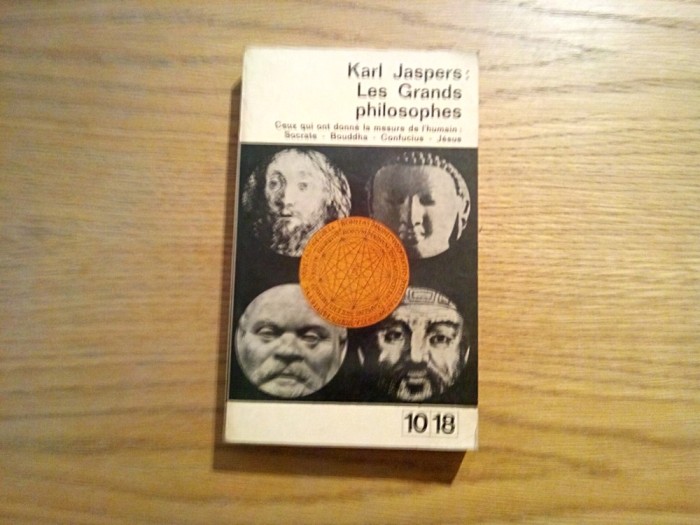 Karl Jaspers:
Les Grands
philosophes
Ceux qui ont donné la mesure de l'humain :
Socrate - Bouddha - Confucius - Jésus
10 18